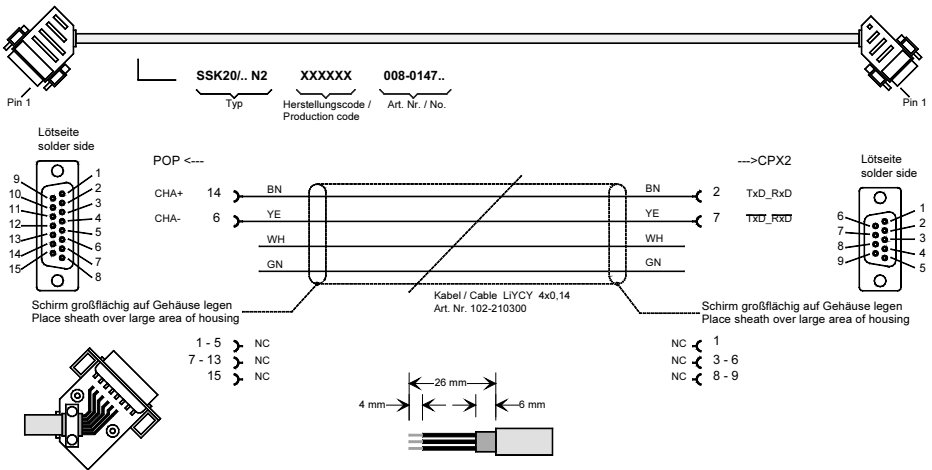 SSK20/.. N2 XXXXXX 008-0147..
Typ Herstellungscode / Art. Nr. / No.
Production code
Pin 1
Pin 1
Lötseite
solder side
9
10
11
12
13
14
15
1
2
3
4
5
6
7
8
POP <---
--->CPX2
Lötseite
solder side
6
7
8
9
1
2
3
4
5
CHA+ 14 BN BN 2 TxD_RxD
CHA- 6 YE YE 7 TxD_RxD
WH WH
GN GN
Kabel / Cable LiYCY 4x0,14
Art. Nr. 102-210300
Schirm großflächig auf Gehäuse legen
Place sheath over large area of housing
Schirm großflächig auf Gehäuse legen
Place sheath over large area of housing
1 - 5 NC NC 1
7 - 13 NC NC 3 - 6
15 NC NC 8 - 9
26 mm
4 mm 6 mm